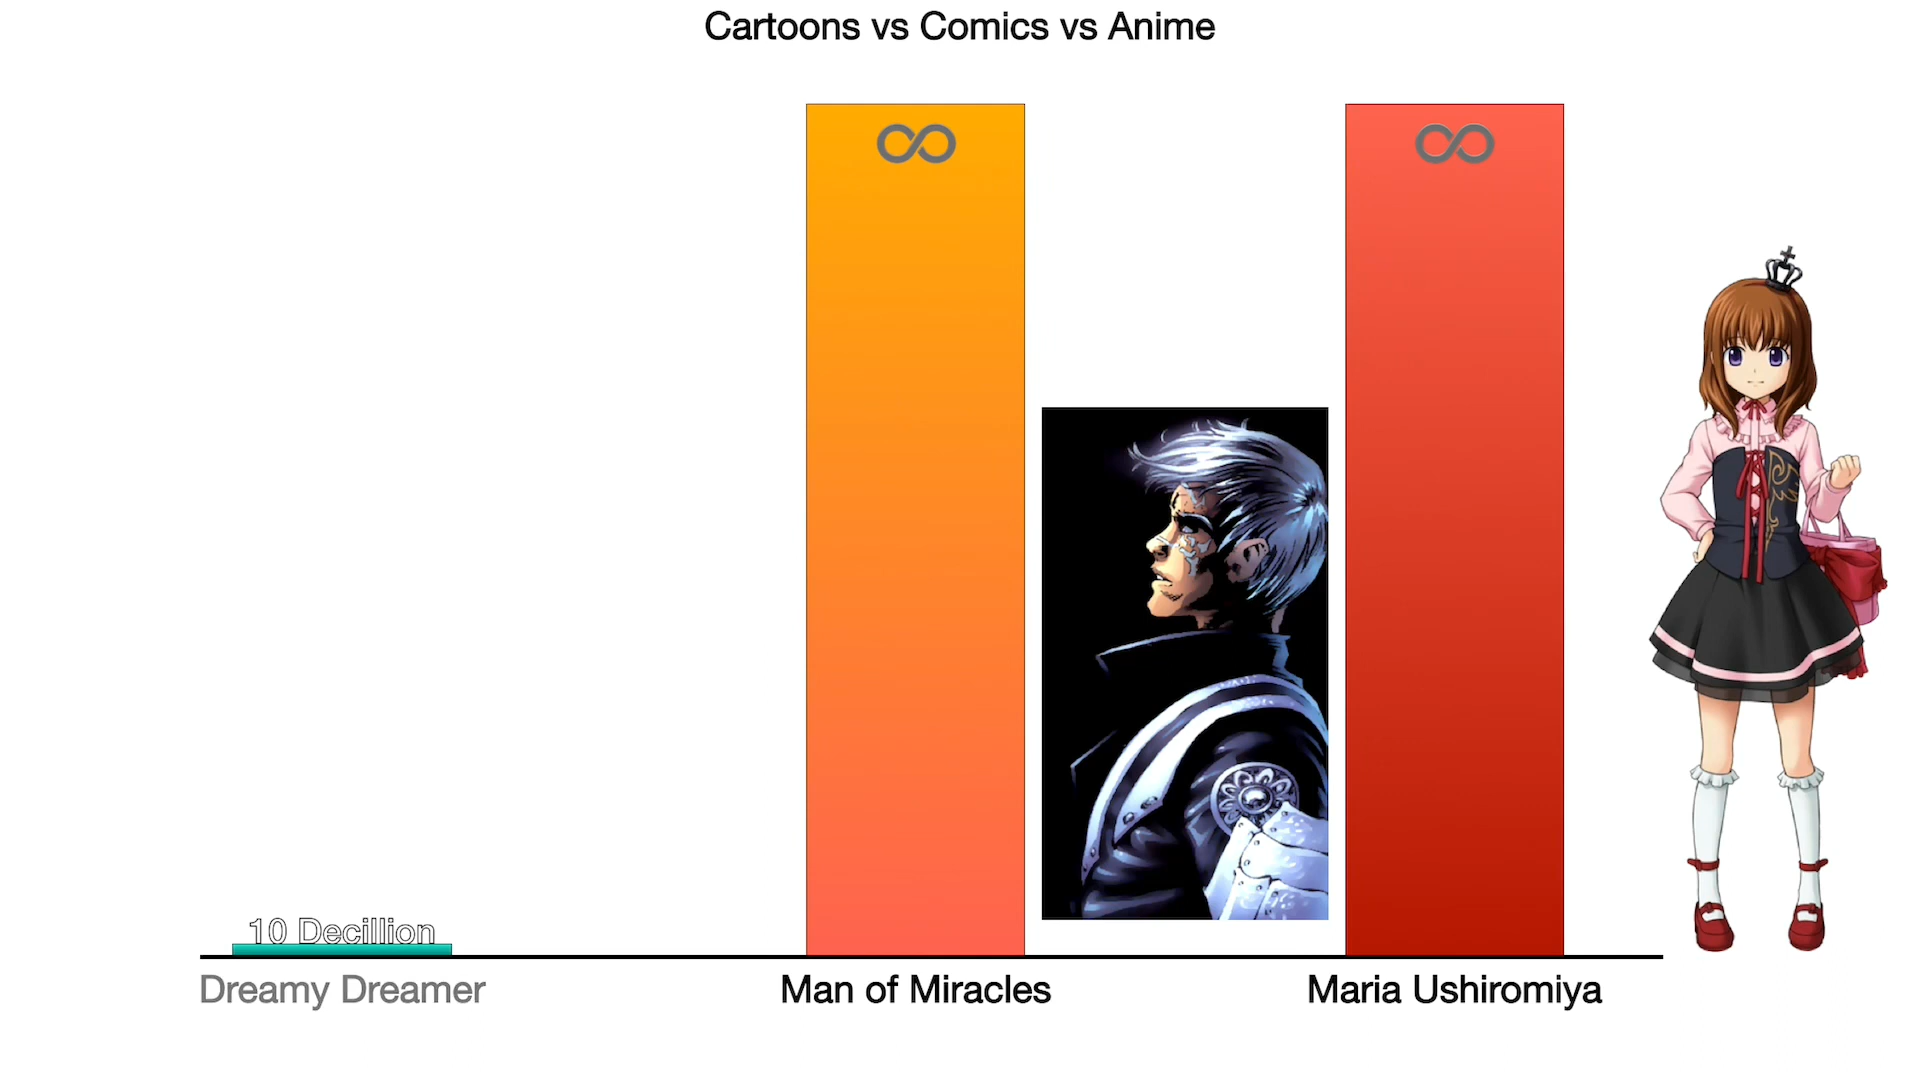 Cartoons vs Comics vs Anime
∞
∞
10 Decillion
Dreamy Dreamer
Man of Miracles
Maria Ushiromiya